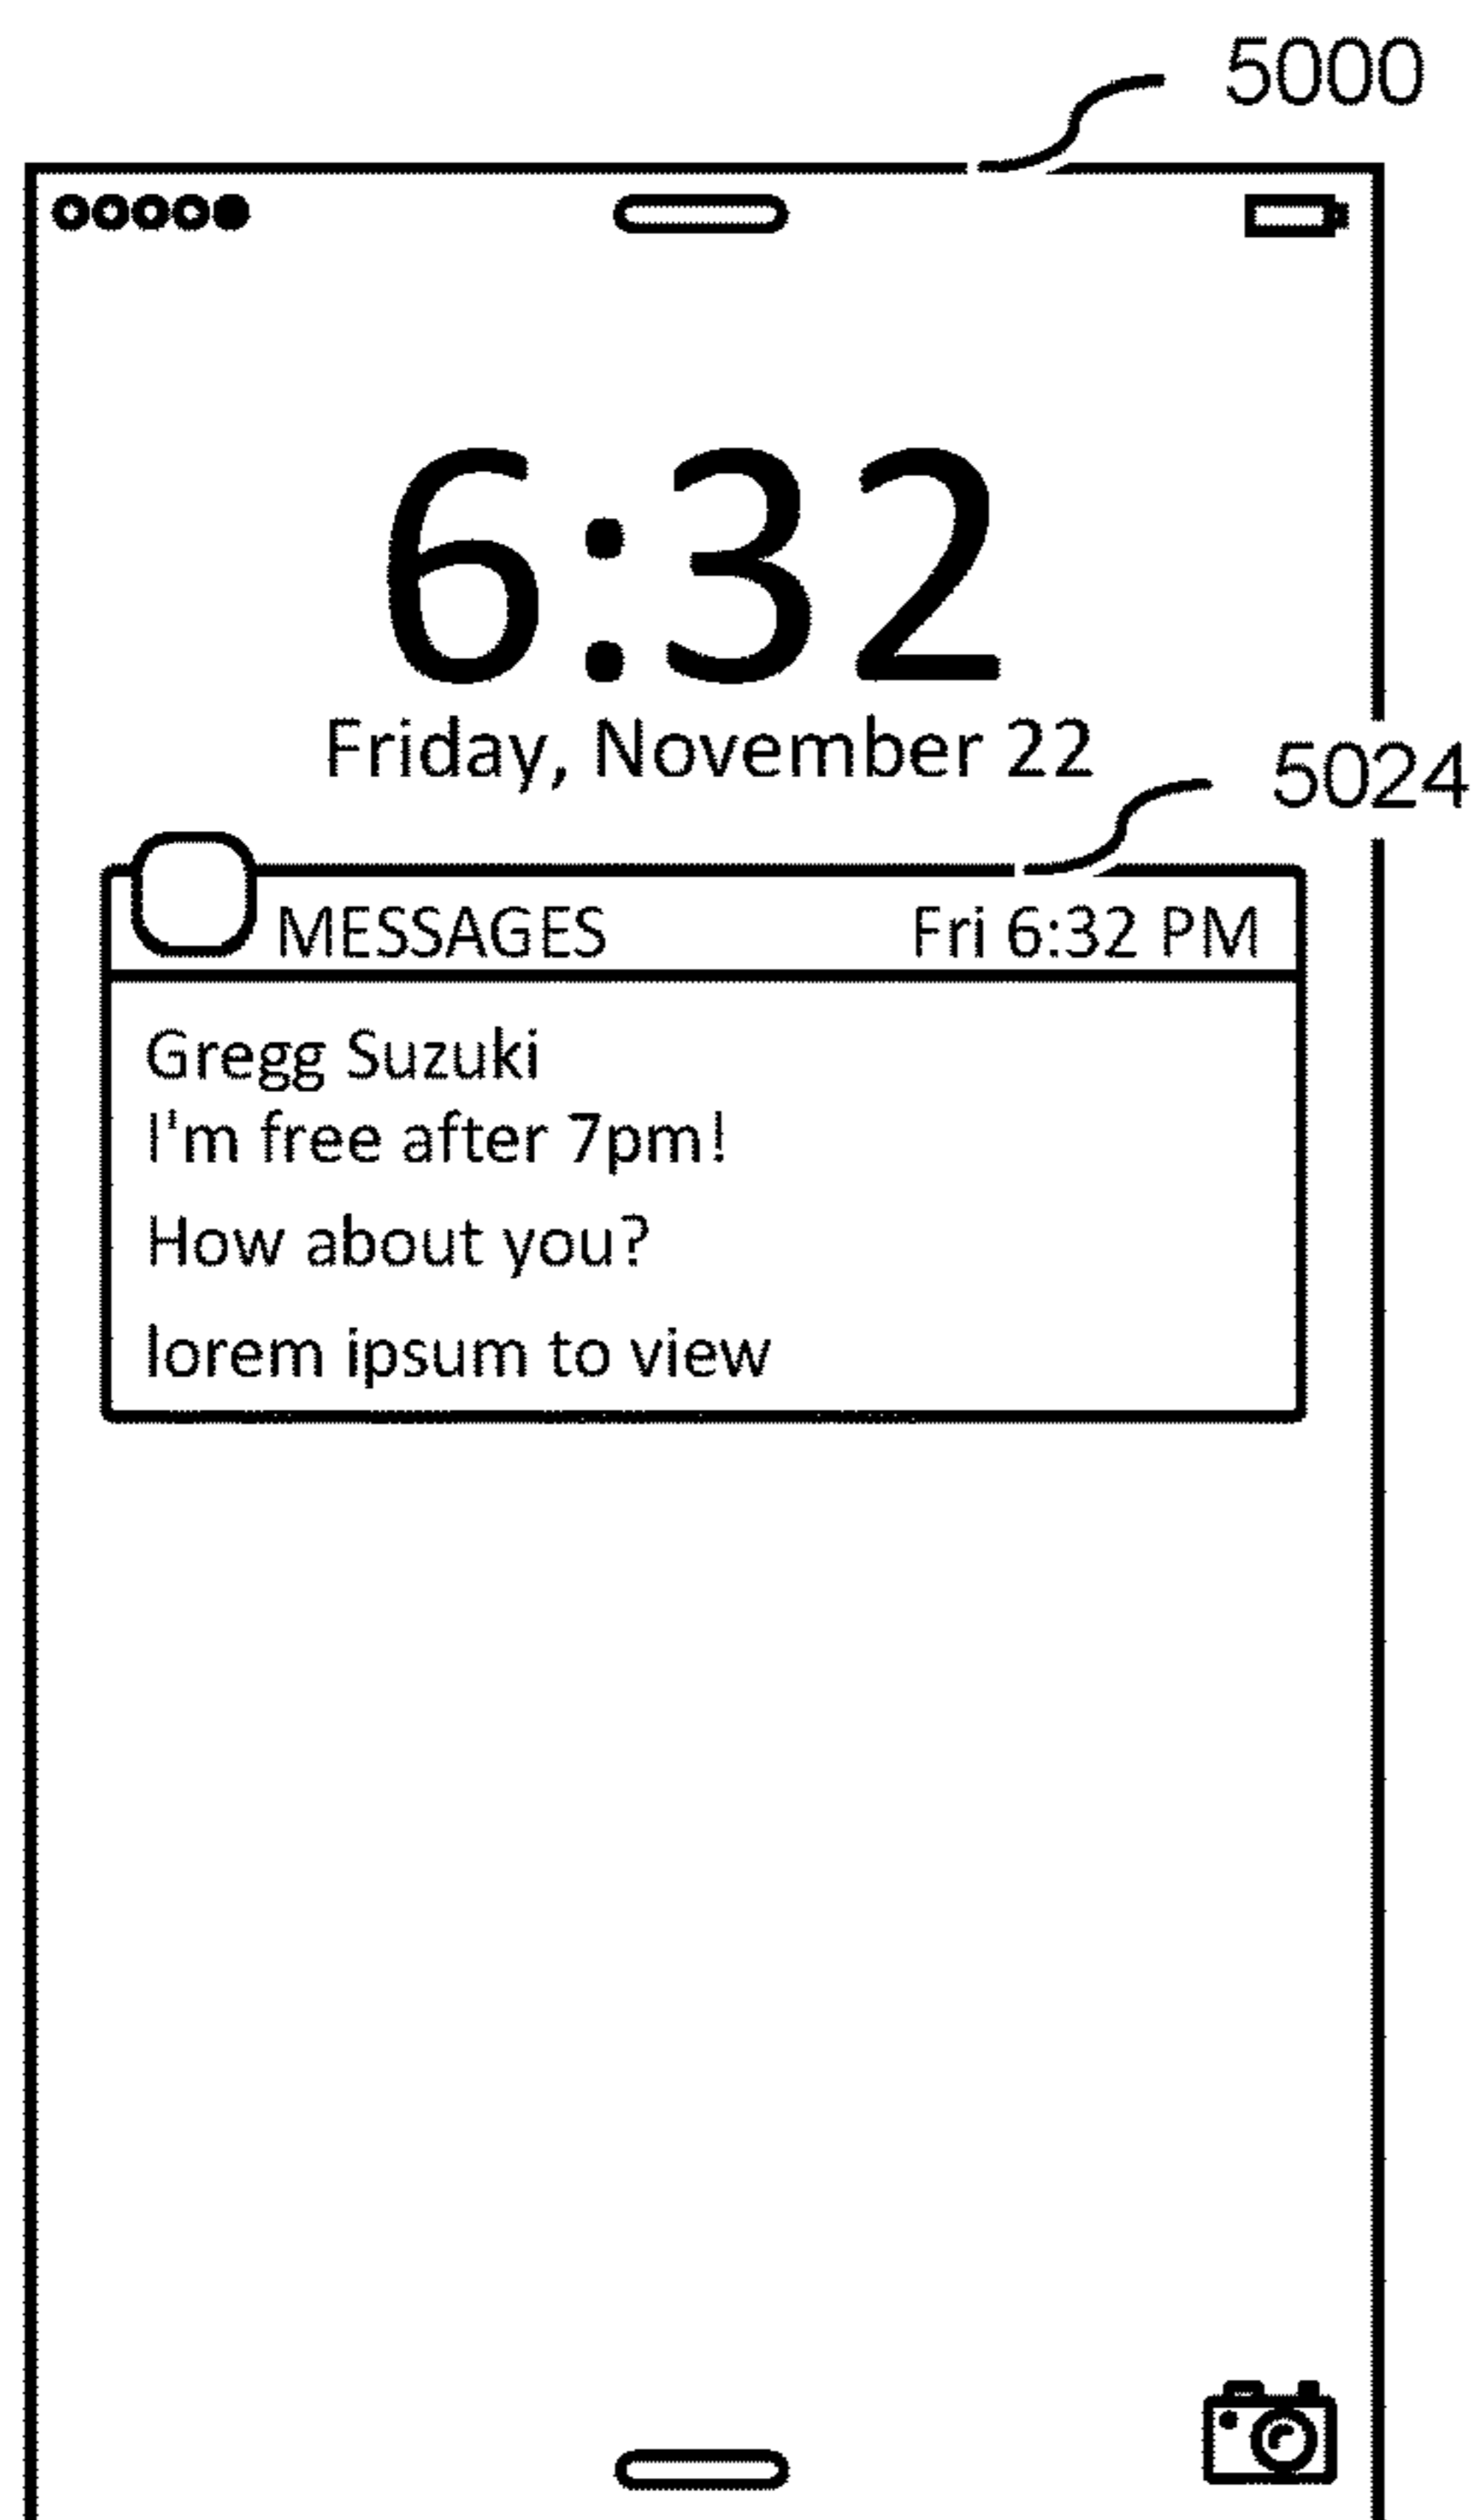 5000
6:32
Friday, November 22
5024
MESSAGES Fri 6:32 PM
Gregg Suzuki
I'm free after 7pm!
How about you?
lorem ipsum to view